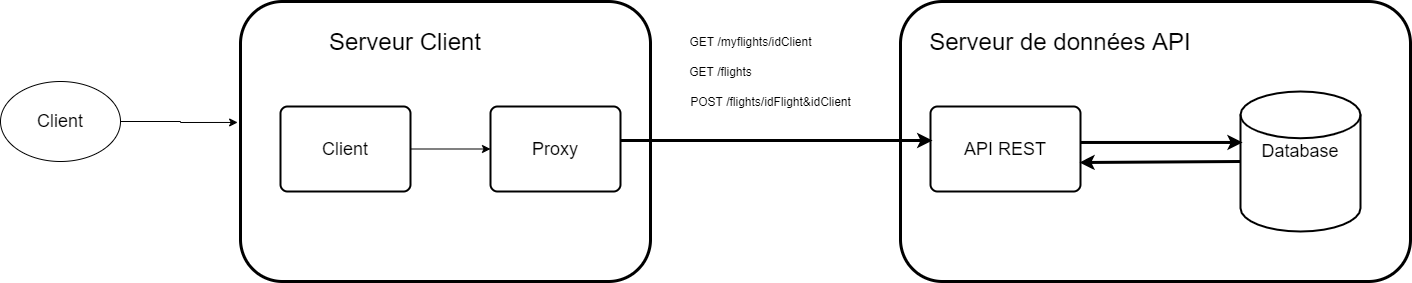 Client
Serveur Client
Client
Proxy
GET /myflights/idClient
GET /flights
POST /flights/idFlight&idClient
Serveur de données API
API REST
Database